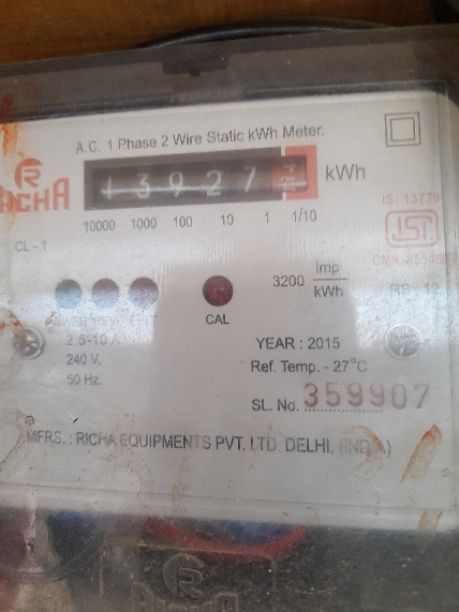 A.C. 1 Phase 2 Wire Static kWh Meter.
R
RICHA
13927
kWh
10000 1000 100 10 1 1/10
IS: 13779
CL - 1
3200 Imp
kWh
CAL
2.5-10 A
240 V.
50 Hz.
YEAR : 2015
Ref. Temp. - 27°C
SL. No. 359907
MFRS. : RICHA EQUIPMENTS PVT. LTD. DELHI,
R
RICHA